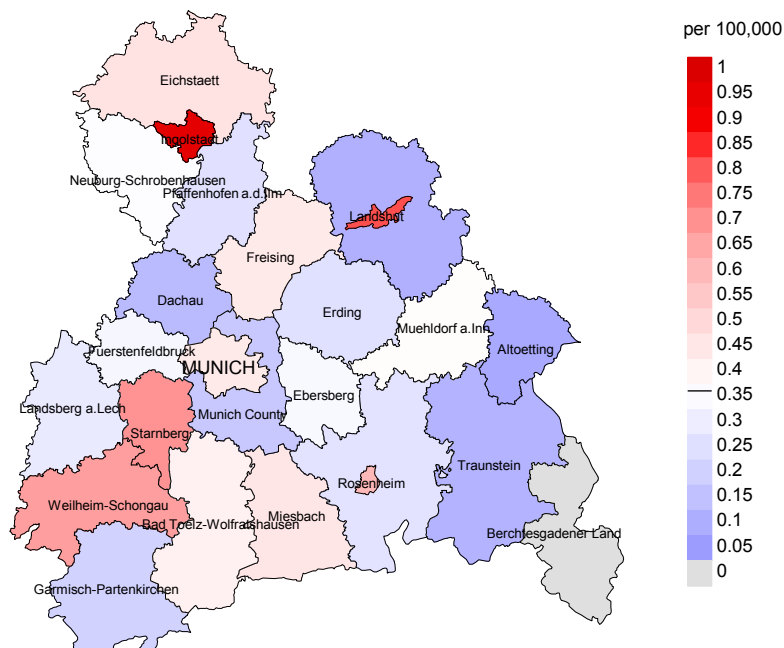 per 100,000
1
0.95
0.9
0.85
0.8
0.75
0.7
0.65
0.6
0.55
0.5
0.45
0.4
0.35
0.3
0.25
0.2
0.15
0.1
0.05
0
Eichstaett
Ingolstadt
Neuburg-Schrobenhausen
Pfaffenhofen a.d.Ilm
Landshut
Freising
Dachau
Erding
Muehldorf a.Inn
Fuerstenfeldbruck
Altoetting
MUNICH
Ebersberg
Landsberg a.Lech
Munich County
Starnberg
Traunstein
Rosenheim
Weilheim-Schongau
Miesbach
Bad Toelz-Wolfratshausen
Berchtesgadener Land
Garmisch-Partenkirchen